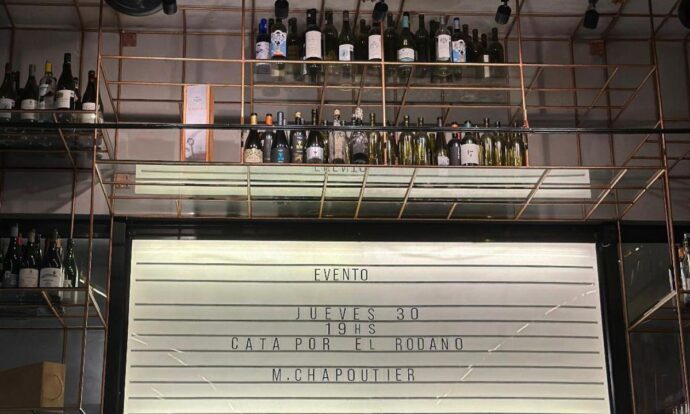 EVENTO
JUEVES 30
19HS
CATA POR EL RODANO
M.CHAPOUTIER